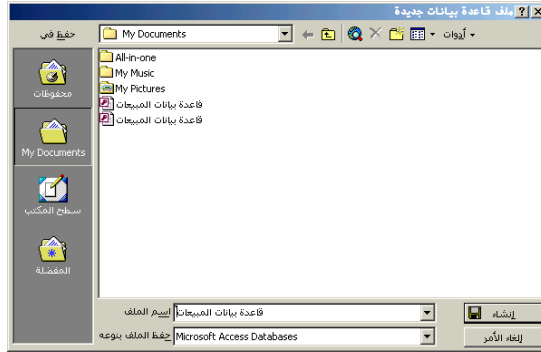 ملف قاعدة بيانات جديدة
حفظ في
My Documents
أدوات
محفوظات
My Documents
سطح المكتب
المفضلة
All-in-one
My Music
My Pictures
قاعدة بيانات المبيعات
قاعدة بيانات المبيعات
اسم الملف
قاعدة بيانات المبيعات
إنشاء
حفظ الملف بنوعه
Microsoft Access Databases
إلغاء الأمر